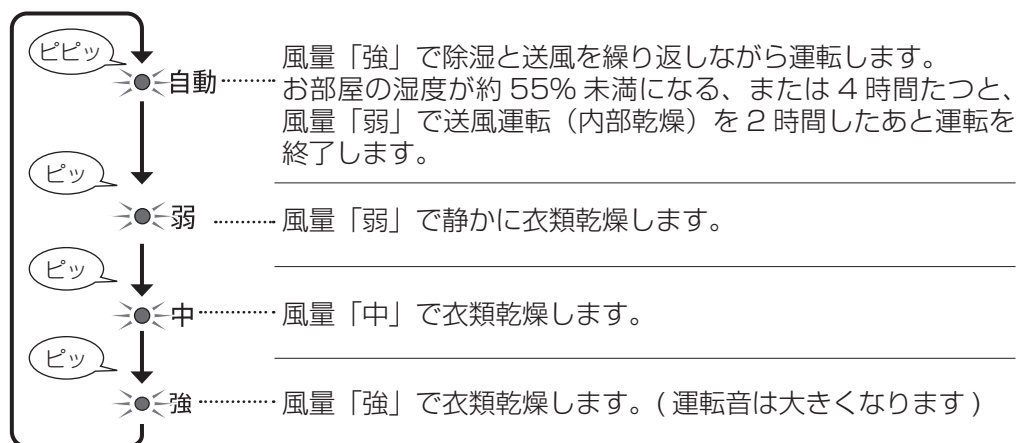 ピピッ
自動 風量「強」で除湿と送風を繰り返しながら運転します。
お部屋の湿度が約 55% 未満になる、または 4 時間たつと、
風量「弱」で送風運転（内部乾燥）を 2 時間したあと運転を
終了します。
ピッ
弱 風量「弱」で静かに衣類乾燥します。
ピッ
中 風量「中」で衣類乾燥します。
ピッ
強 風量「強」で衣類乾燥します。( 運転音は大きくなります )